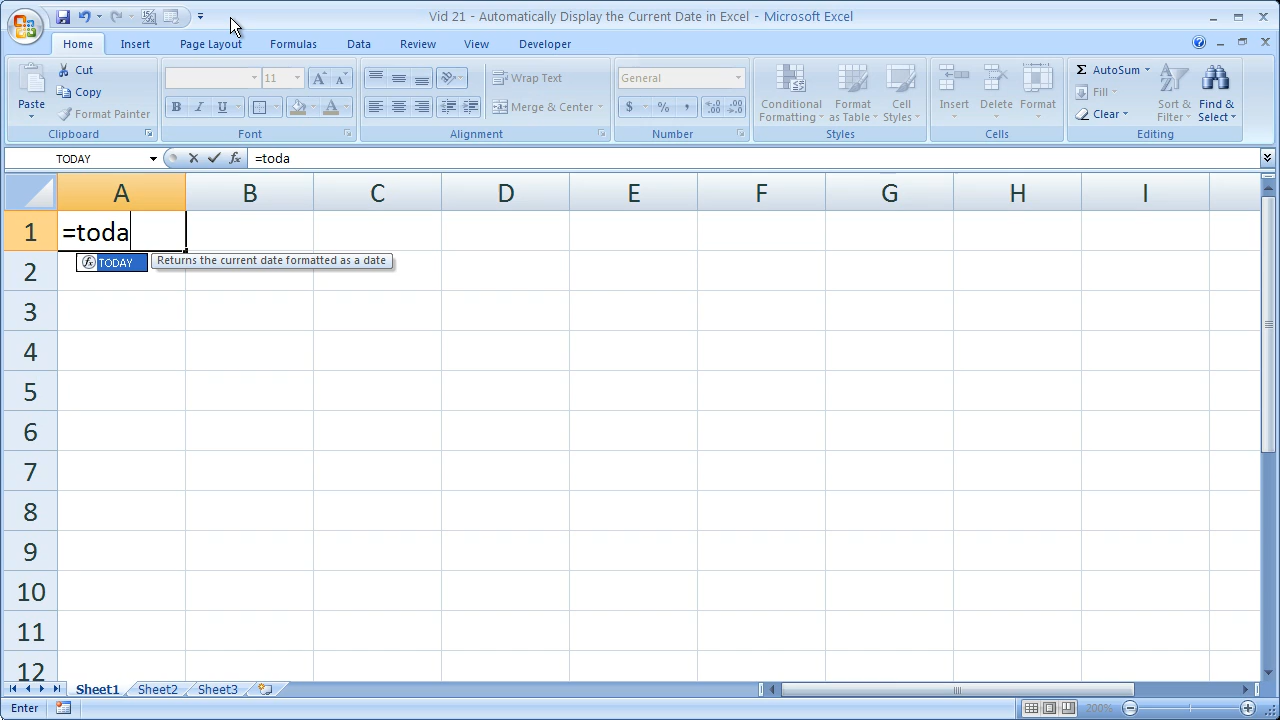 Vid 21 - Automatically Display the Current Date in Excel - Microsoft Excel
Home Insert Page Layout Formulas Data Review View Developer
Paste Cut Copy Format Painter
11
Wrap Text Merge & Center
General
$ % ,
Conditional Formatting Format as Table Cell Styles
Insert Delete Format
Σ AutoSum Fill Clear Sort & Filter Find & Select
B I U
Clipboard Font Alignment Number Styles Cells Editing
TODAY fx =toda
A B C D E F G H I
1 =toda
TODAY Returns the current date formatted as a date
2
3
4
5
6
7
8
9
10
11
12
Sheet1 Sheet2 Sheet3
Enter 200%